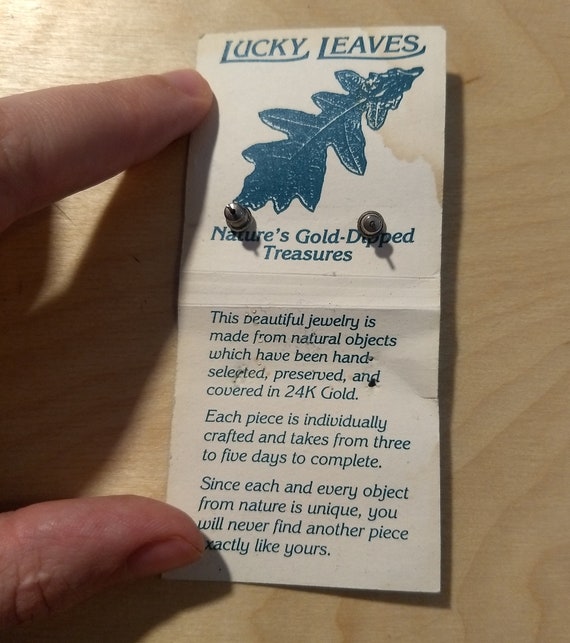 LUCKY LEAVES
Nature's Gold-Dipped
Treasures
This beautiful jewelry is
made from natural objects
which have been hand-
selected, preserved, and
covered in 24K Gold.
Each piece is individually
crafted and takes from three
to five days to complete.
Since each and every object
from nature is unique, you
will never find another piece
exactly like yours.